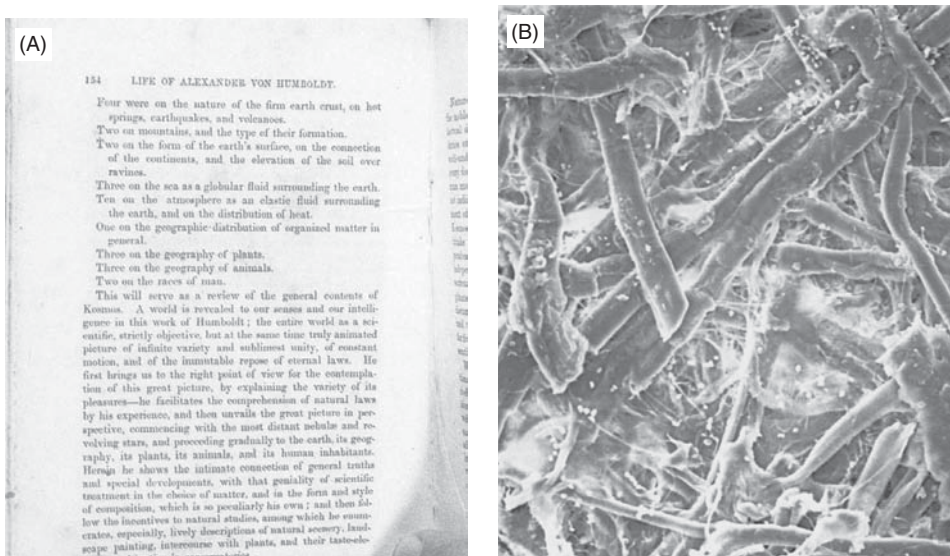 (A)
154 LIFE OF ALEXANDER VON HUMBOLDT.
Four were on the nature of the firm earth crust, on hot
springs, earthquakes, and volcanoes.
Two on mountains, and the type of their formation.
Two on the form of the earth's surface, on the connection
of the continents, and the elevation of the soil over
ravines.
Three on the sea as a globular fluid surrounding the earth.
Ten on the atmosphere as an elastic fluid surrounding
the earth, and on the distribution of heat.
One on the geographic distribution of organized matter in
general.
Three on the geography of plants.
Three on the geography of animals.
Two on the races of man.
This will serve as a review of the general contents of
Kosmos. A world is revealed to our senses and our intelli-
gence in this work of Humboldt; the entire world as a sci-
entific, strictly objective, but at the same time truly animated
picture of infinite variety and sublimest unity, of constant
motion, and of the immutable repose of eternal laws. He
first brings us to the right point of view for the contempla-
tion of this great picture, by explaining the variety of its
pleasures—he facilitates the comprehension of natural laws
by his experience, and then unvails the great picture in per-
spective, commencing with the most distant nebulæ and re-
volving stars, and proceeding gradually to the earth, its geog-
raphy, its plants, its animals, and its human inhabitants.
Herein he shows the intimate connection of general truths
and special developments, with that geniality of scientific
treatment in the choice of matter, and in the form and style
of composition, which is so peculiarly his own; and then fol-
low the incentives to natural studies, among which he enum-
erates, especially, lively descriptions of natural scenery, land-
scape painting, intercourse with plants, and their taste-ele-
(B)